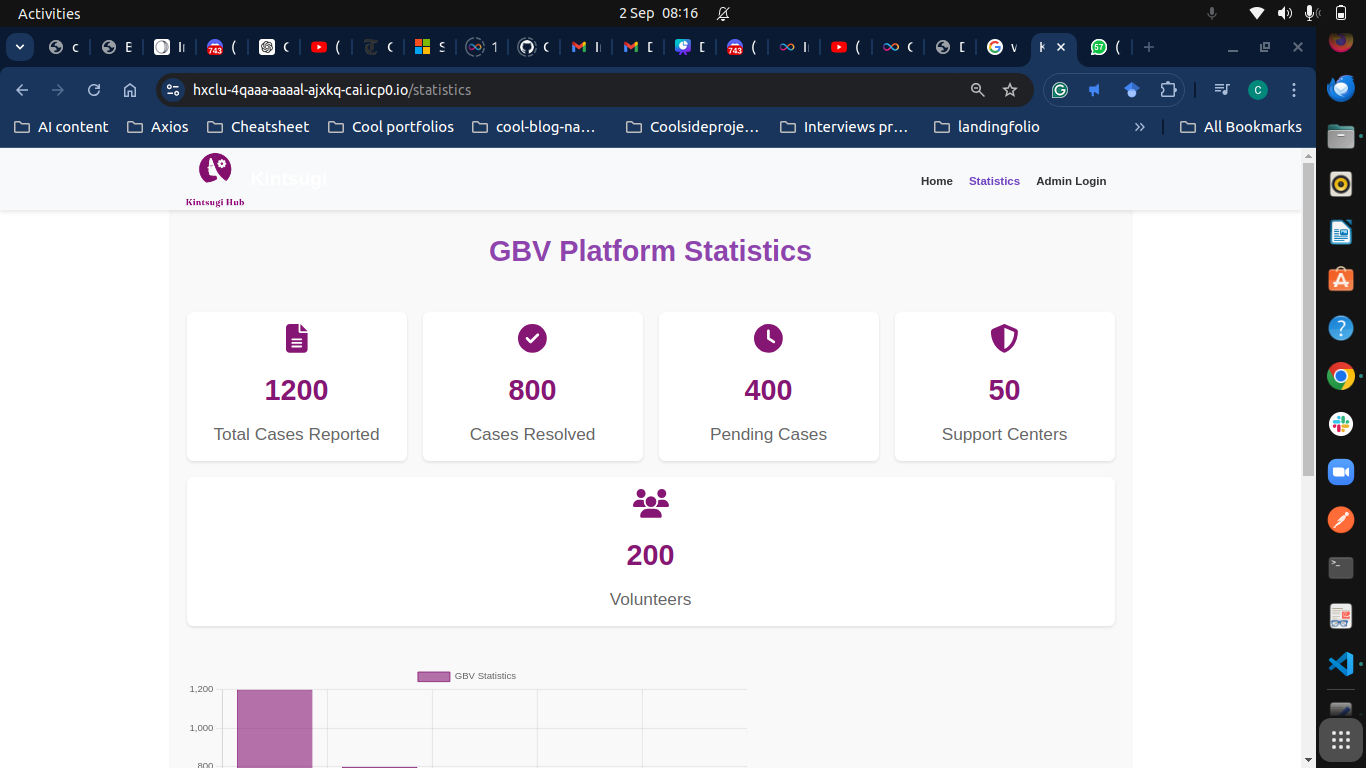 Activities
2 Sep 08:16
hxclu-4qaaa-aaaal-ajxkq-cai.icp0.io/statistics
C
AI content
Axios
Cheatsheet
Cool portfolios
cool-blog-na...
Coolsideproje...
Interviews pr...
landingfolio
»
All Bookmarks
Kintsugi Hub
Kintsugi
Home
Statistics
Admin Login
GBV Platform Statistics
1200
Total Cases Reported
800
Cases Resolved
400
Pending Cases
50
Support Centers
200
Volunteers
GBV Statistics
1,200
1,000
800